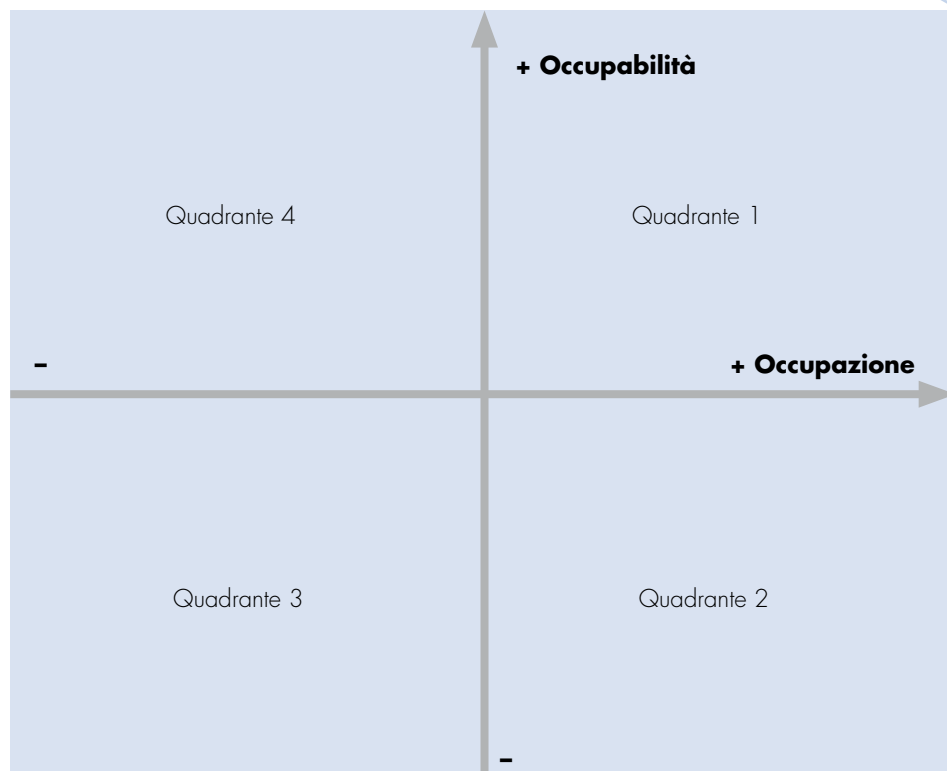 + Occupabilità
Quadrante 4
Quadrante 1
–
+ Occupazione
Quadrante 3
Quadrante 2
–